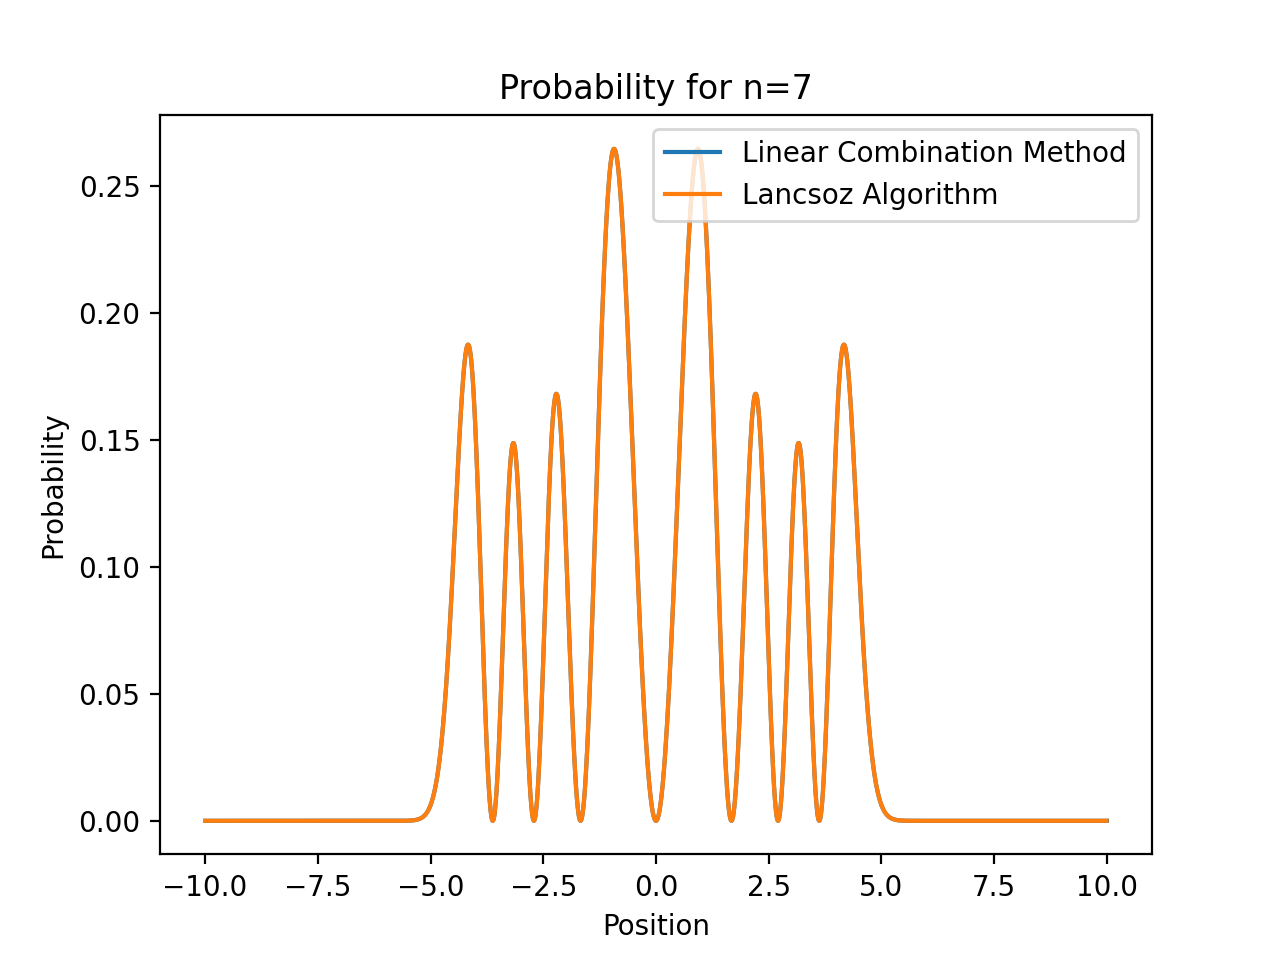 Probability for n=7
Linear Combination Method
Lancsoz Algorithm
Probability
0.25
0.20
0.15
0.10
0.05
0.00
−10.0 −7.5 −5.0 −2.5 0.0 2.5 5.0 7.5 10.0
Position